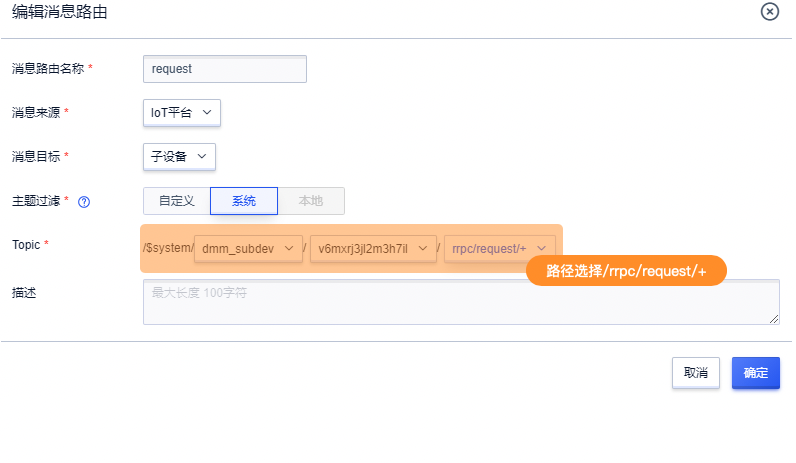 编辑消息路由
消息路由名称 * request
消息来源 * IoT平台
消息目标 * 子设备
主题过滤 * 自定义 系统 本地
Topic * /$system/ dmm_subdev / v6mxrj3jl2m3h7il / rrpc/request/+
路径选择/rrpc/request/+
描述 最大长度 100字符
取消 确定